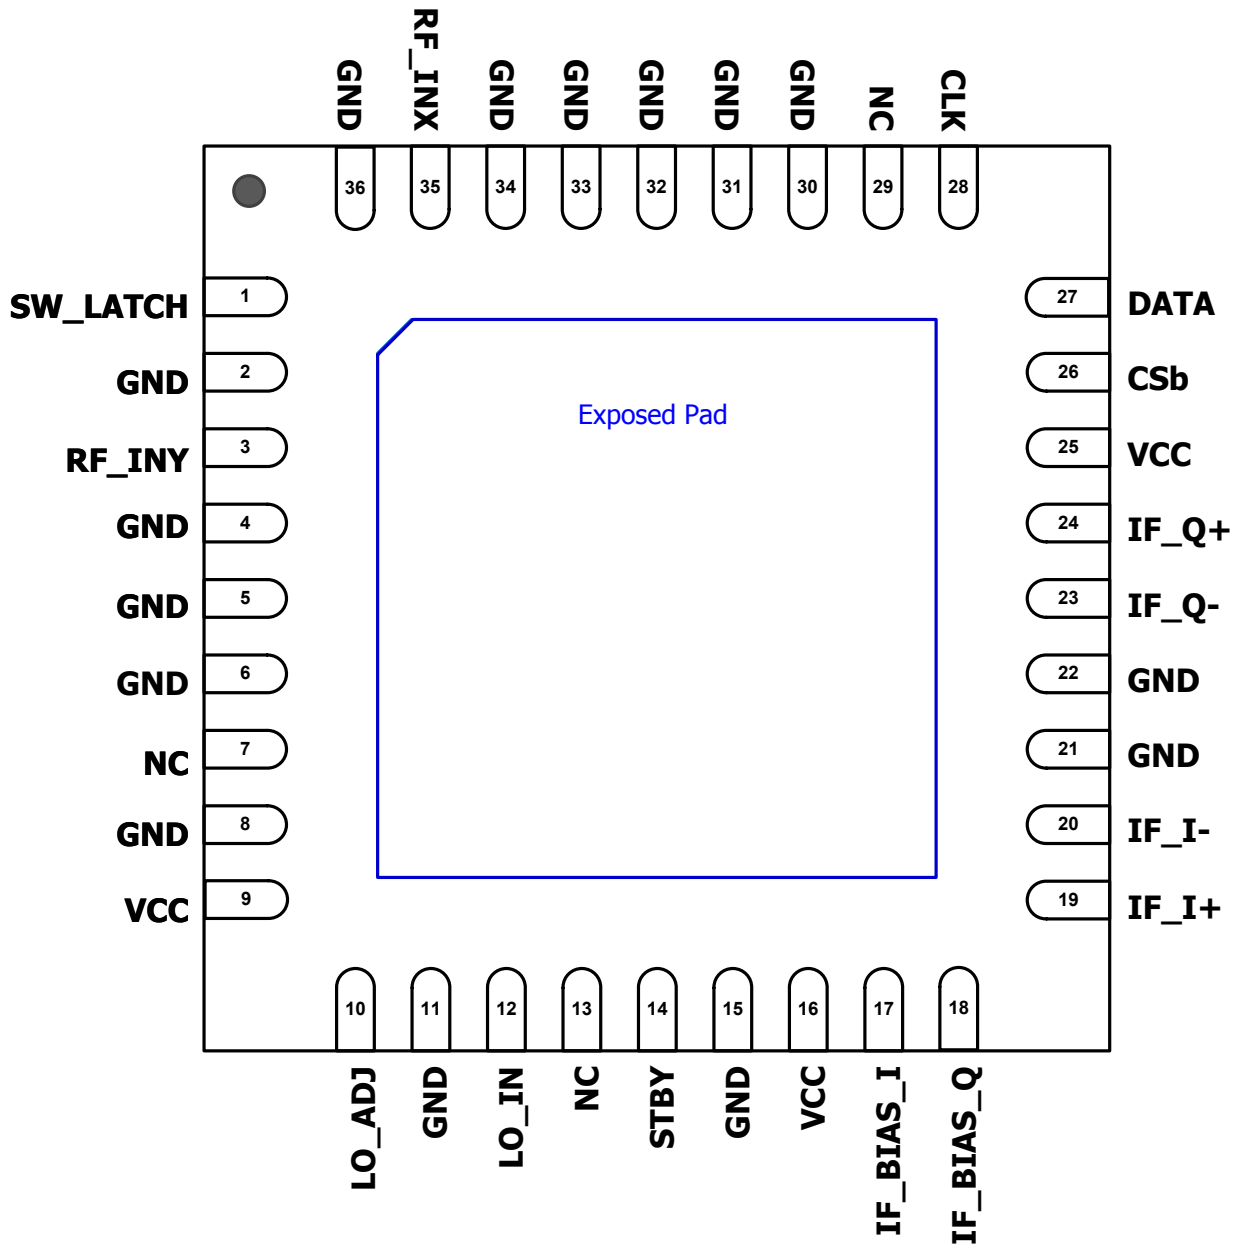 GND
RF_INX
GND
GND
GND
GND
GND
NC
CLK
36
35
34
33
32
31
30
29
28
SW_LATCH 1
GND 2
RF_INY 3
GND 4
GND 5
GND 6
NC 7
GND 8
VCC 9
Exposed Pad
27 DATA
26 CSb
25 VCC
24 IF_Q+
23 IF_Q-
22 GND
21 GND
20 IF_I-
19 IF_I+
10
11
12
13
14
15
16
17
18
LO_ADJ
GND
LO_IN
NC
STBY
GND
VCC
IF_BIAS_I
IF_BIAS_Q